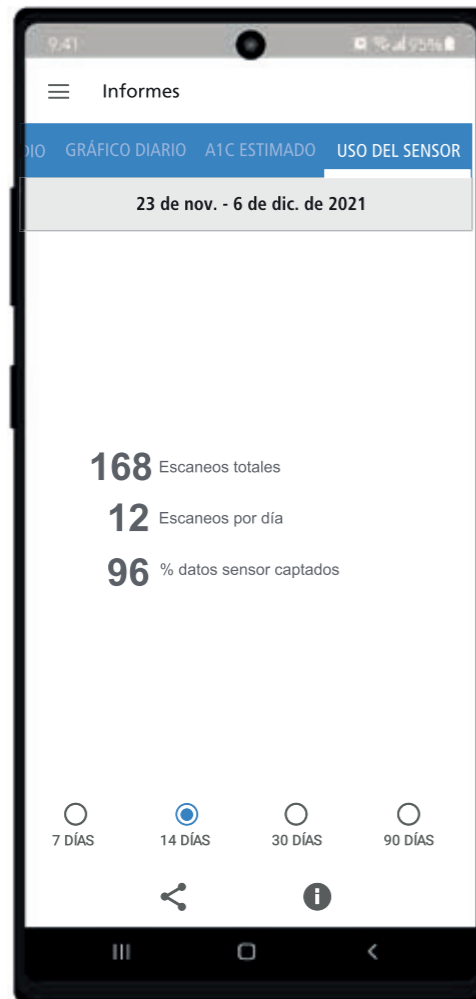 9:41
95%
Informes
DIO GRÁFICO DIARIO A1C ESTIMADO USO DEL SENSOR
23 de nov. - 6 de dic. de 2021
168 Escaneos totales
12 Escaneos por día
96 % datos sensor captados
7 DÍAS 14 DÍAS 30 DÍAS 90 DÍAS